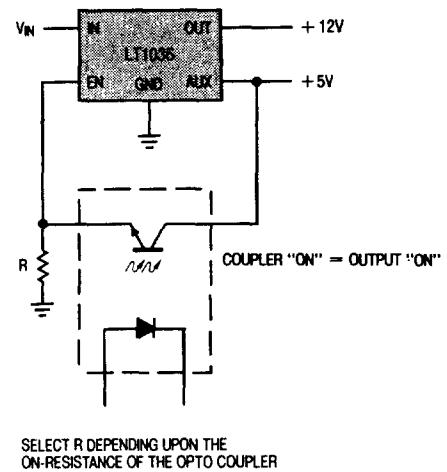 VIN
IN
OUT
+ 12V
LT1036
EN
GND
AUX
+ 5V
R
COUPLER "ON" = OUTPUT "ON"
SELECT R DEPENDING UPON THE
ON-RESISTANCE OF THE OPTO COUPLER